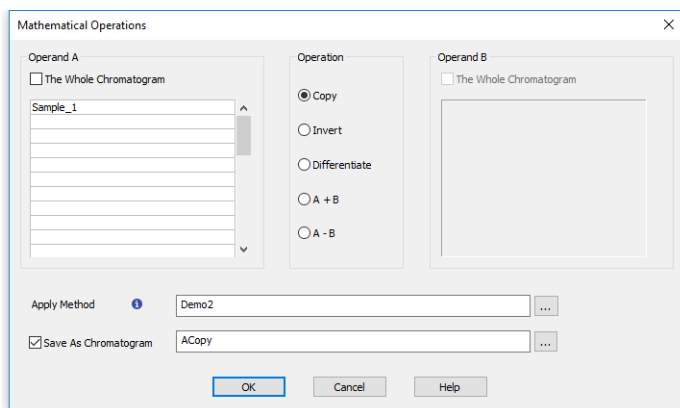 Mathematical Operations
Operand A
Operation
Operand B
The Whole Chromatogram
The Whole Chromatogram
Sample_1
Copy
Invert
Differentiate
A + B
A - B
Apply Method
Demo2
...
Save As Chromatogram
ACopy
...
OK
Cancel
Help